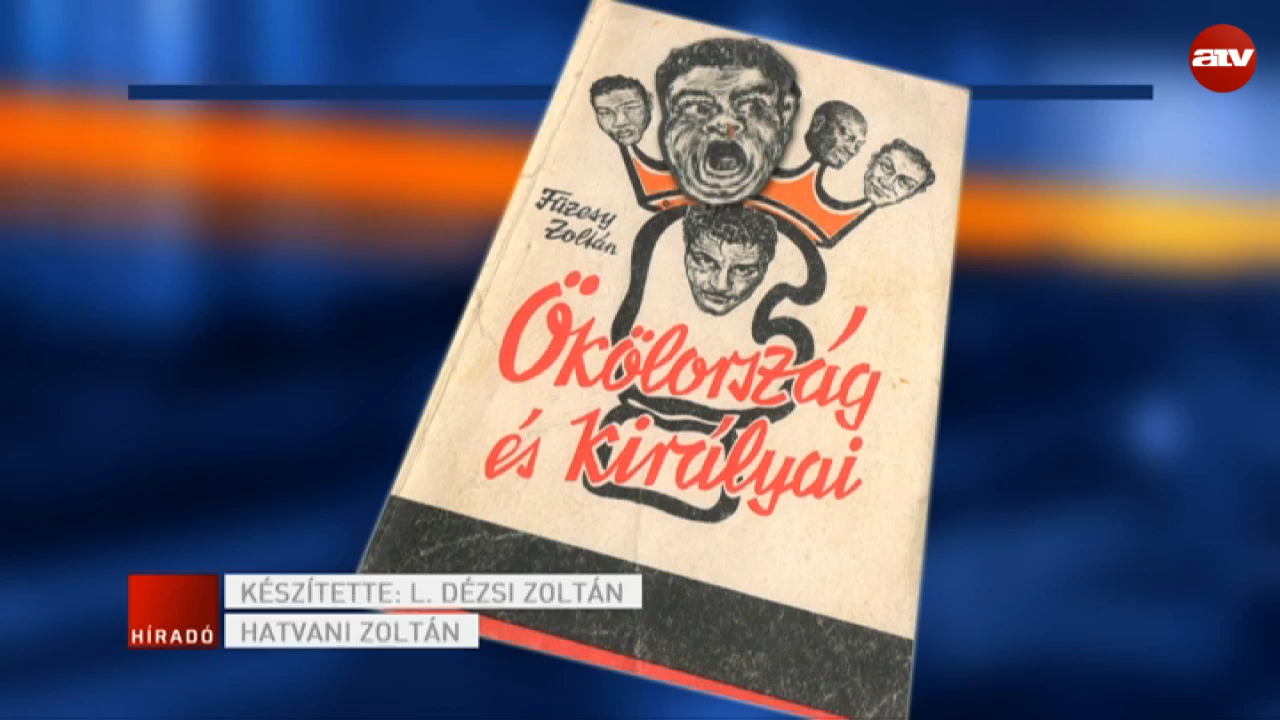 atv
Füzesy
Zoltán
Ökölország
és királyai
HÍRADÓ
KÉSZÍTETTE: L. DÉZSI ZOLTÁN
HATVANI ZOLTÁN